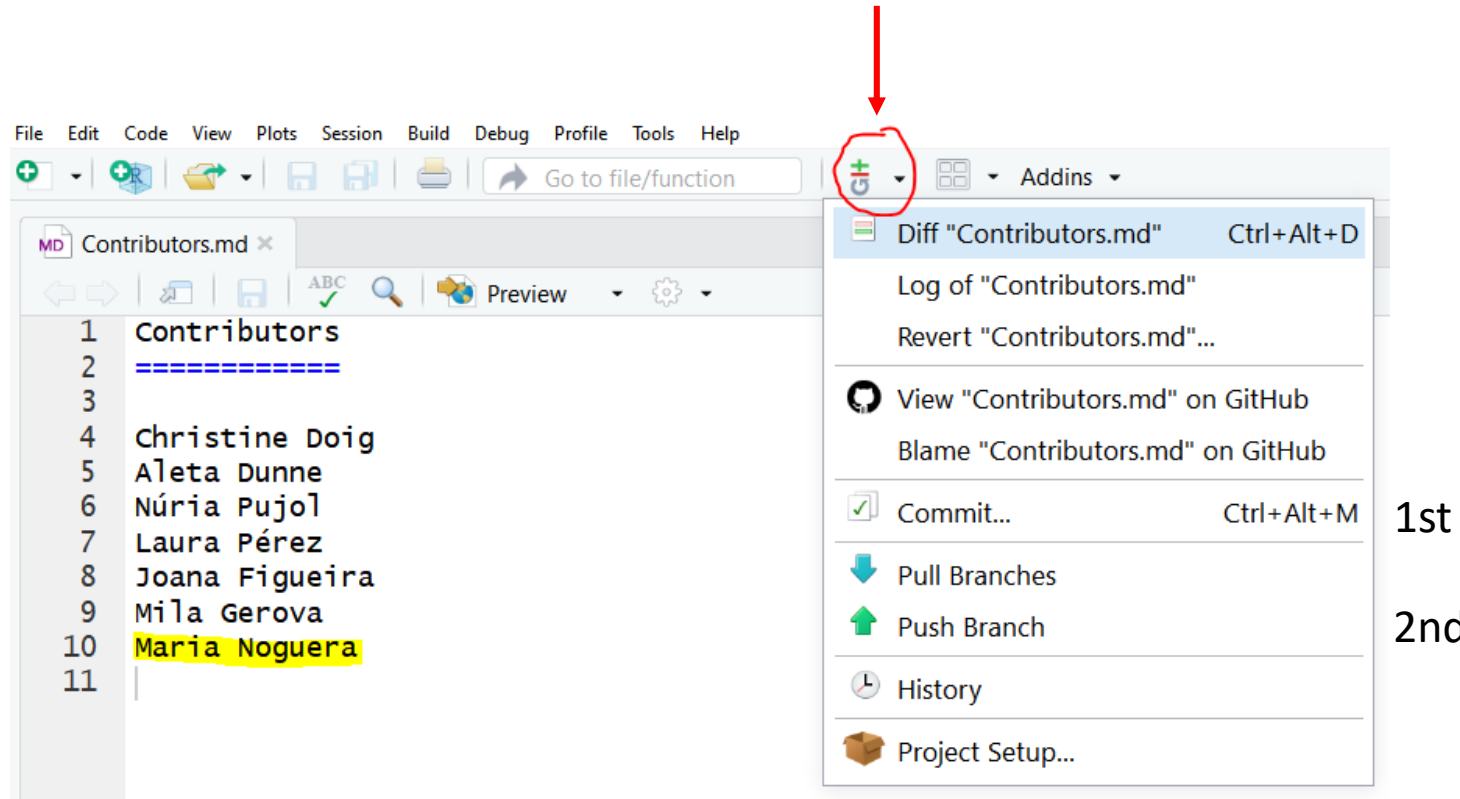 File Edit Code View Plots Session Build Debug Profile Tools Help
Go to file/function
Git
Addins
MD Contributors.md
ABC
Preview
1 Contributors
2 ============
3
4 Christine Doig
5 Aleta Dunne
6 Núria Pujol
7 Laura Pérez
8 Joana Figueira
9 Mila Gerova
10 Maria Noguera
11
Diff "Contributors.md" Ctrl+Alt+D
Log of "Contributors.md"
Revert "Contributors.md"...
View "Contributors.md" on GitHub
Blame "Contributors.md" on GitHub
Commit... Ctrl+Alt+M 1st
Pull Branches
Push Branch 2nd
History
Project Setup...